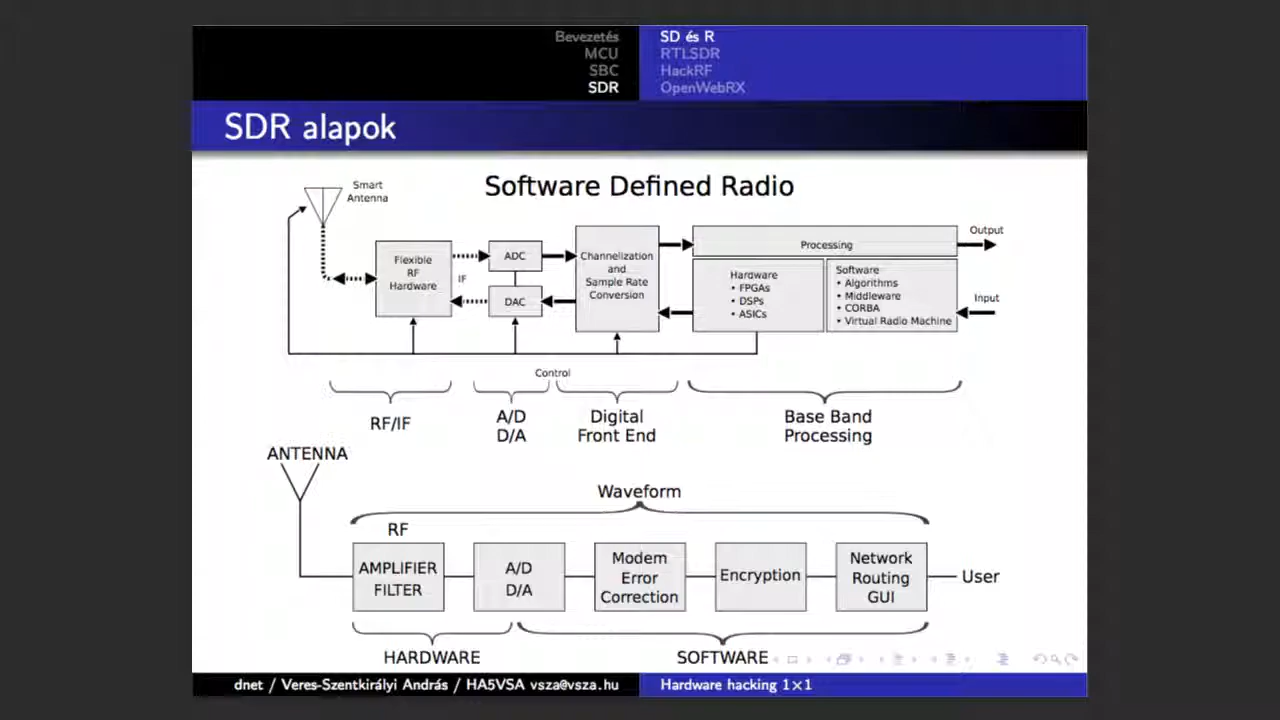 Bevezetés
MCU
SBC
SDR
SD és R
RTLSDR
HackRF
OpenWebRX
SDR alapok
Software Defined Radio
Smart
Antenna
Flexible
RF
Hardware
IF
ADC
DAC
Channelization
and
Sample Rate
Conversion
Processing
Hardware
• FPGAs
• DSPs
• ASICs
Software
• Algorithms
• Middleware
• CORBA
• Virtual Radio Machine
Output
Input
Control
RF/IF
A/D
D/A
Digital
Front End
Base Band
Processing
ANTENNA
Waveform
RF
AMPLIFIER
FILTER
A/D
D/A
Modem
Error
Correction
Encryption
Network
Routing
GUI
User
HARDWARE
SOFTWARE
dnet / Veres-Szentkirályi András / HA5VSA vsza@vsza.hu
Hardware hacking 1×1